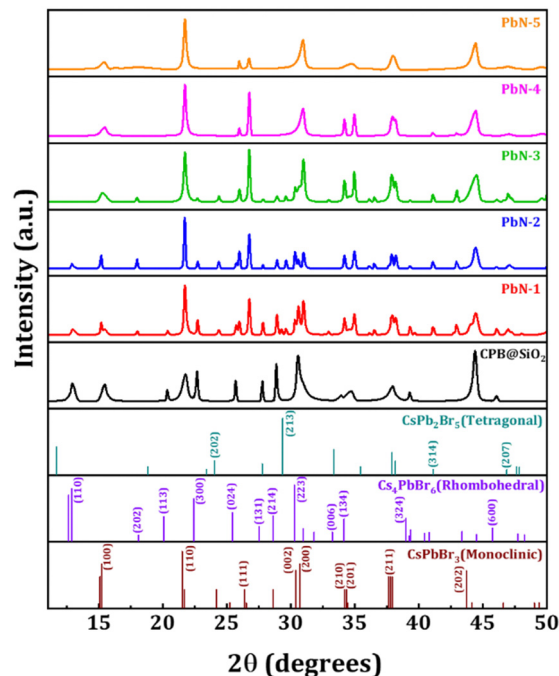 PbN-5
PbN-4
PbN-3
PbN-2
PbN-1
CPB@SiO₂
CsPb₂Br₅(Tetragonal)
(213)
(202)
(314)
(207)
Cs₄PbBr₆(Rhombohedral)
(110)
(202)
(113)
(300)
(024)
(131)
(214)
(223)
(006)
(134)
(324)
(600)
CsPbBr₃(Monoclinic)
(100)
(110)
(111)
(002)
(200)
(210)
(201)
(211)
(202)
15 20 25 30 35 40 45 50
2θ (degrees)
Intensity (a.u.)